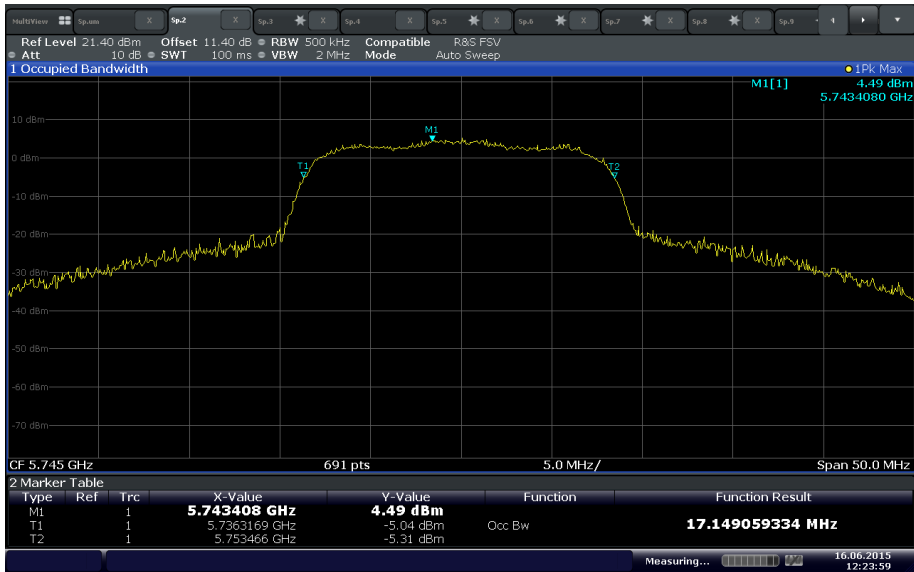 MultiView Sp.um X Sp.2 X Sp.3 X Sp.4 X Sp.5 X Sp.6 X Sp.7 X Sp.8 X Sp.9
Ref Level 21.40 dBm Offset 11.40 dB RBW 500 kHz Compatible R&S FSV
Att 10 dB SWT 100 ms VBW 2 MHz Mode Auto Sweep
1 Occupied Bandwidth 1Pk Max
M1[1] 4.49 dBm
5.7434080 GHz
10 dBm
M1
0 dBm
T1 T2
-10 dBm
-20 dBm
-30 dBm
-40 dBm
-50 dBm
-60 dBm
-70 dBm
CF 5.745 GHz 691 pts 5.0 MHz/ Span 50.0 MHz
2 Marker Table
Type Ref Trc X-Value Y-Value Function Function Result
M1 1 5.743408 GHz 4.49 dBm
T1 1 5.7363169 GHz -5.04 dBm Occ Bw 17.149059334 MHz
T2 1 5.753466 GHz -5.31 dBm
Measuring... 16.06.2015
12:23:59